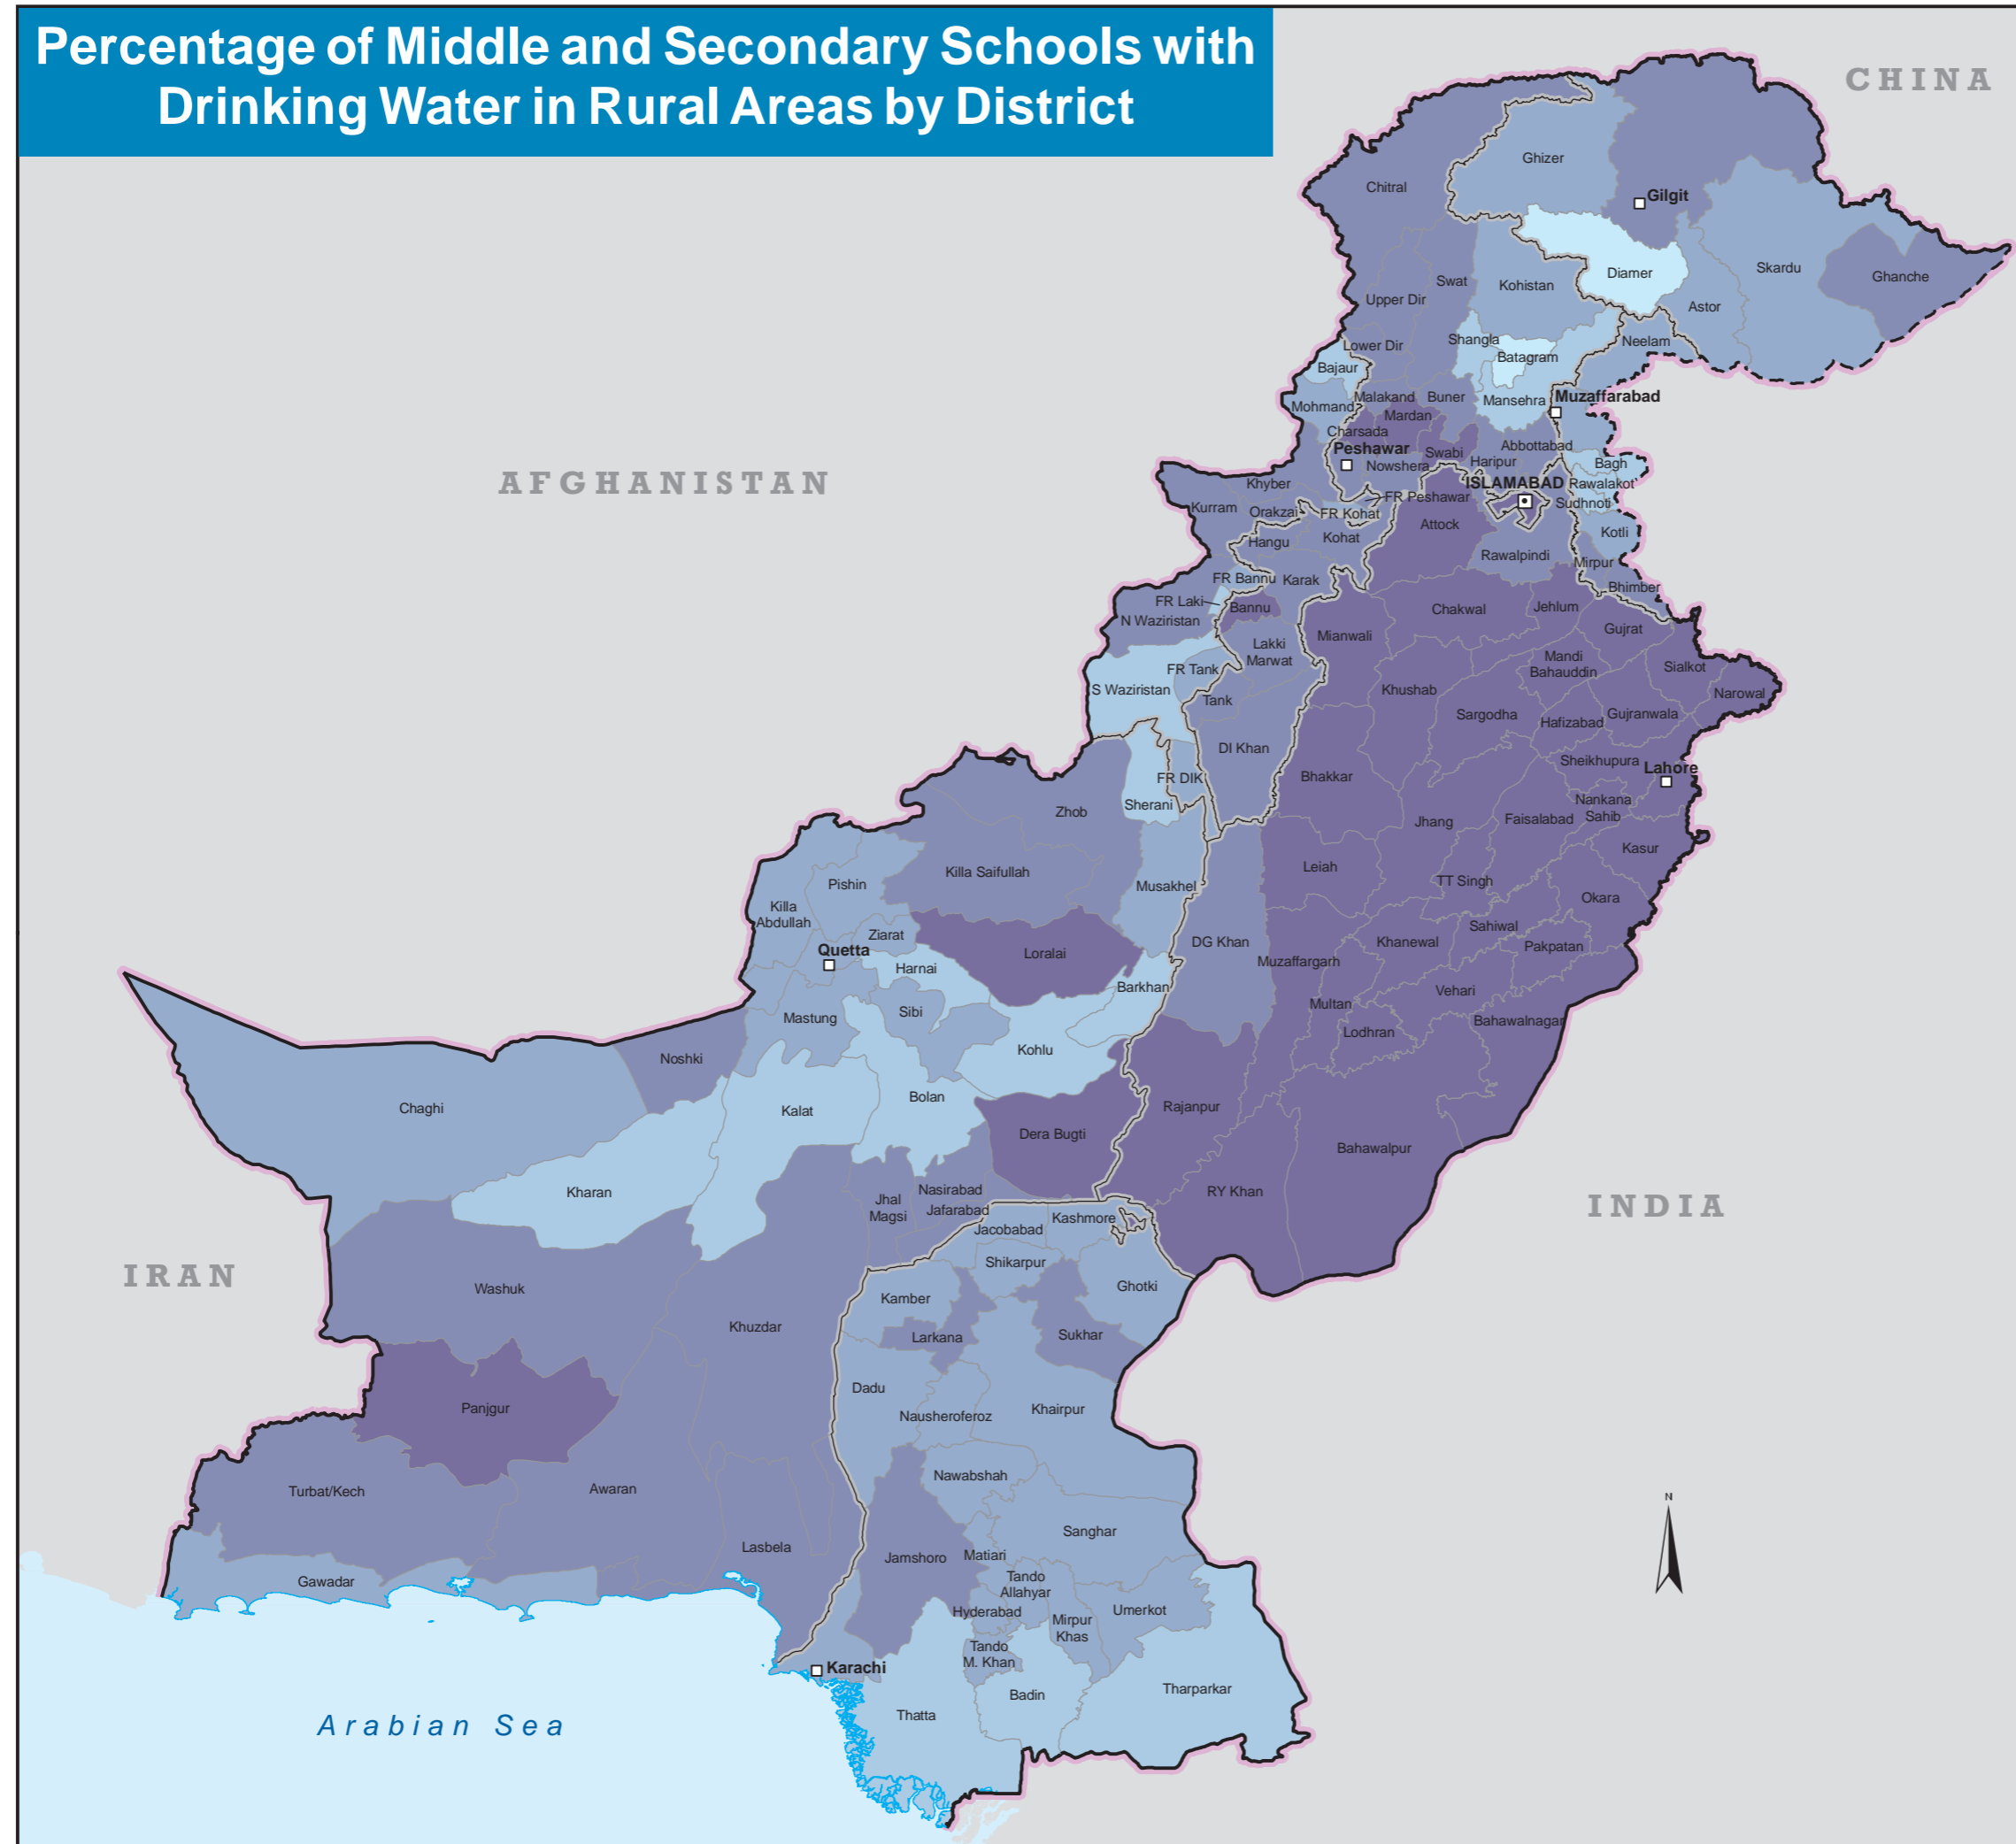 Percentage of Middle and Secondary Schools with
Drinking Water in Rural Areas by District
CHINA
Ghizer
Chitral
Gilgit
Skardu
Diamer
Ghanche
Swat
Kohistan
Upper Dir
Astor
Shangla
Neelam
Lower Dir
Batagram
Bajaur
Malakand
Buner
Mansehra
Muzaffarabad
Mohmand
Mardan
Charsada
Abbottabad
Peshawar
Swabi
Haripur
Bagh
Nowshera
AFGHANISTAN
Khyber
ISLAMABAD
Rawalakot
FR Peshawar
Kurram
Orakzai
FR Kohat
Sudhnoti
Attock
Kotli
Hangu
Kohat
Rawalpindi
Mirpur
FR Bannu
Karak
Bhimber
FR Laki
Bannu
Chakwal
Jehlum
N Waziristan
Mianwali
Gujrat
Lakki
Marwat
Mandi
Bahauddin
FR Tank
Sialkot
S Waziristan
Khushab
Narowal
Tank
Sargodha
Hafizabad
Gujranwala
DI Khan
Sheikhupura
Lahore
FR DIK
Bhakkar
Sherani
Zhob
Nankana
Sahib
Jhang
Faisalabad
Kasur
Killa Saifullah
Leiah
Pishin
Musakhel
TT Singh
Okara
Killa
Abdullah
Ziarat
Sahiwal
Quetta
Loralai
DG Khan
Khanewal
Pakpatan
Harnai
Muzaffargarh
Barkhan
Vehari
Sibi
Multan
Mastung
Bahawalnagar
Lodhran
Kohlu
Noshki
Bolan
Chaghi
Kalat
Rajanpur
Dera Bugti
Bahawalpur
Kharan
Nasirabad
RY Khan
Jhal
Magsi
Jafarabad
INDIA
Kashmore
Jacobabad
Shikarpur
IRAN
Washuk
Ghotki
Kamber
Khuzdar
Larkana
Sukhar
Dadu
Panjgur
Nausheroferoz
Khairpur
Nawabshah
Turbat/Kech
Awaran
N
Sanghar
Lasbela
Jamshoro
Matiari
Gawadar
Tando
Allahyar
Hyderabad
Umerkot
Mirpur
Khas
Tando
M. Khan
Karachi
Badin
Tharparkar
Thatta
Arabian Sea